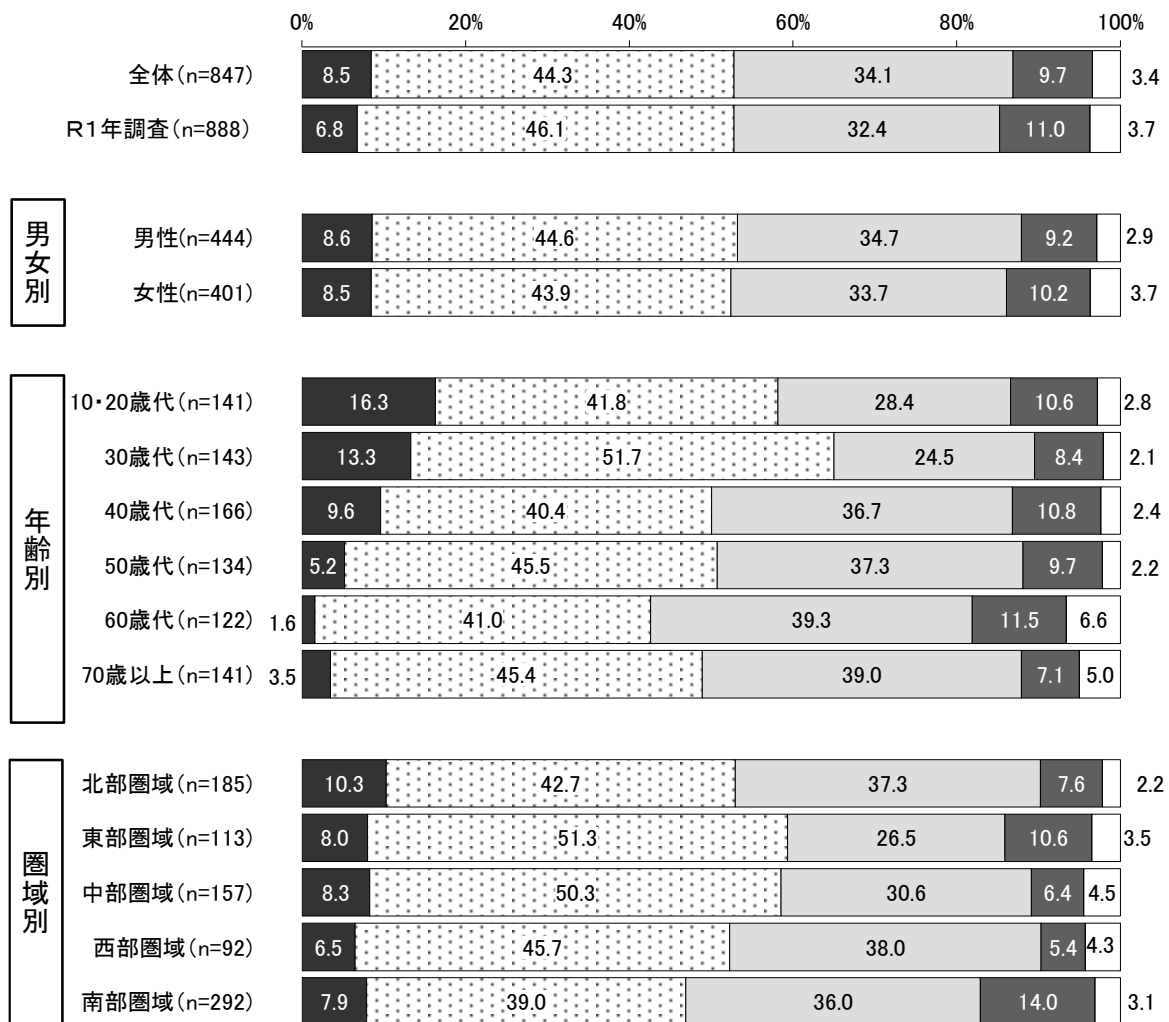 0% 20% 40% 60% 80% 100%
全体(n=847) 8.5 44.3 34.1 9.7 3.4
R1年調査(n=888) 6.8 46.1 32.4 11.0 3.7
男女別
男性(n=444) 8.6 44.6 34.7 9.2 2.9
女性(n=401) 8.5 43.9 33.7 10.2 3.7
年齢別
10・20歳代(n=141) 16.3 41.8 28.4 10.6 2.8
30歳代(n=143) 13.3 51.7 24.5 8.4 2.1
40歳代(n=166) 9.6 40.4 36.7 10.8 2.4
50歳代(n=134) 5.2 45.5 37.3 9.7 2.2
60歳代(n=122) 1.6 41.0 39.3 11.5 6.6
70歳以上(n=141) 3.5 45.4 39.0 7.1 5.0
圏域別
北部圏域(n=185) 10.3 42.7 37.3 7.6 2.2
東部圏域(n=113) 8.0 51.3 26.5 10.6 3.5
中部圏域(n=157) 8.3 50.3 30.6 6.4 4.5
西部圏域(n=92) 6.5 45.7 38.0 5.4 4.3
南部圏域(n=292) 7.9 39.0 36.0 14.0 3.1